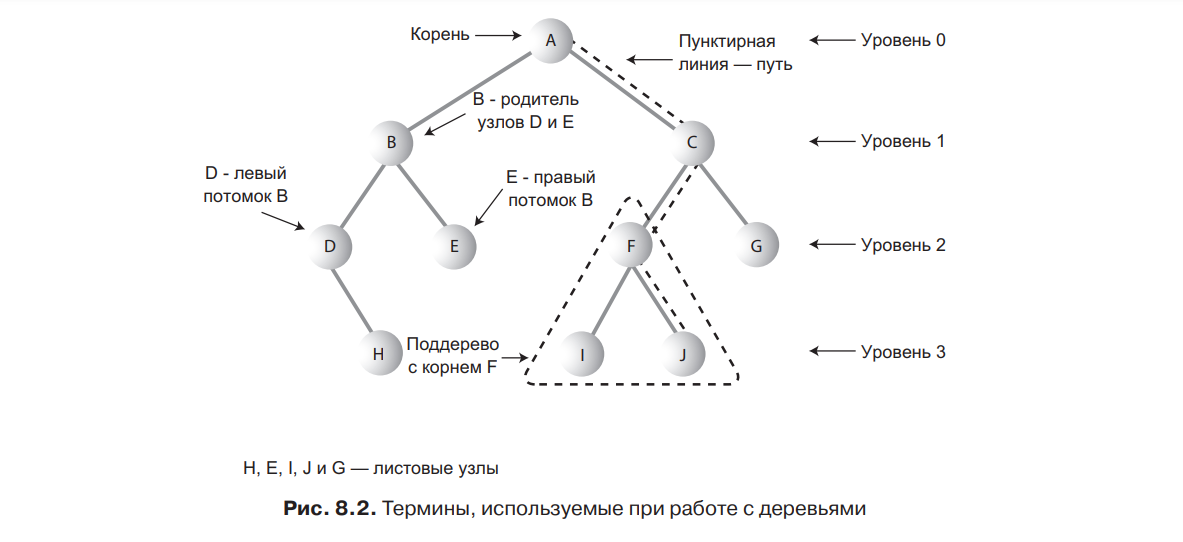 Корень
A
Пунктирная
линия — путь
Уровень 0
B - родитель
узлов D и E
B
C
Уровень 1
D - левый
потомок B
E - правый
потомок B
D
E
F
G
Уровень 2
H
Поддерево
с корнем F
I
J
Уровень 3
H, E, I, J и G — листовые узлы
Рис. 8.2. Термины, используемые при работе с деревьями